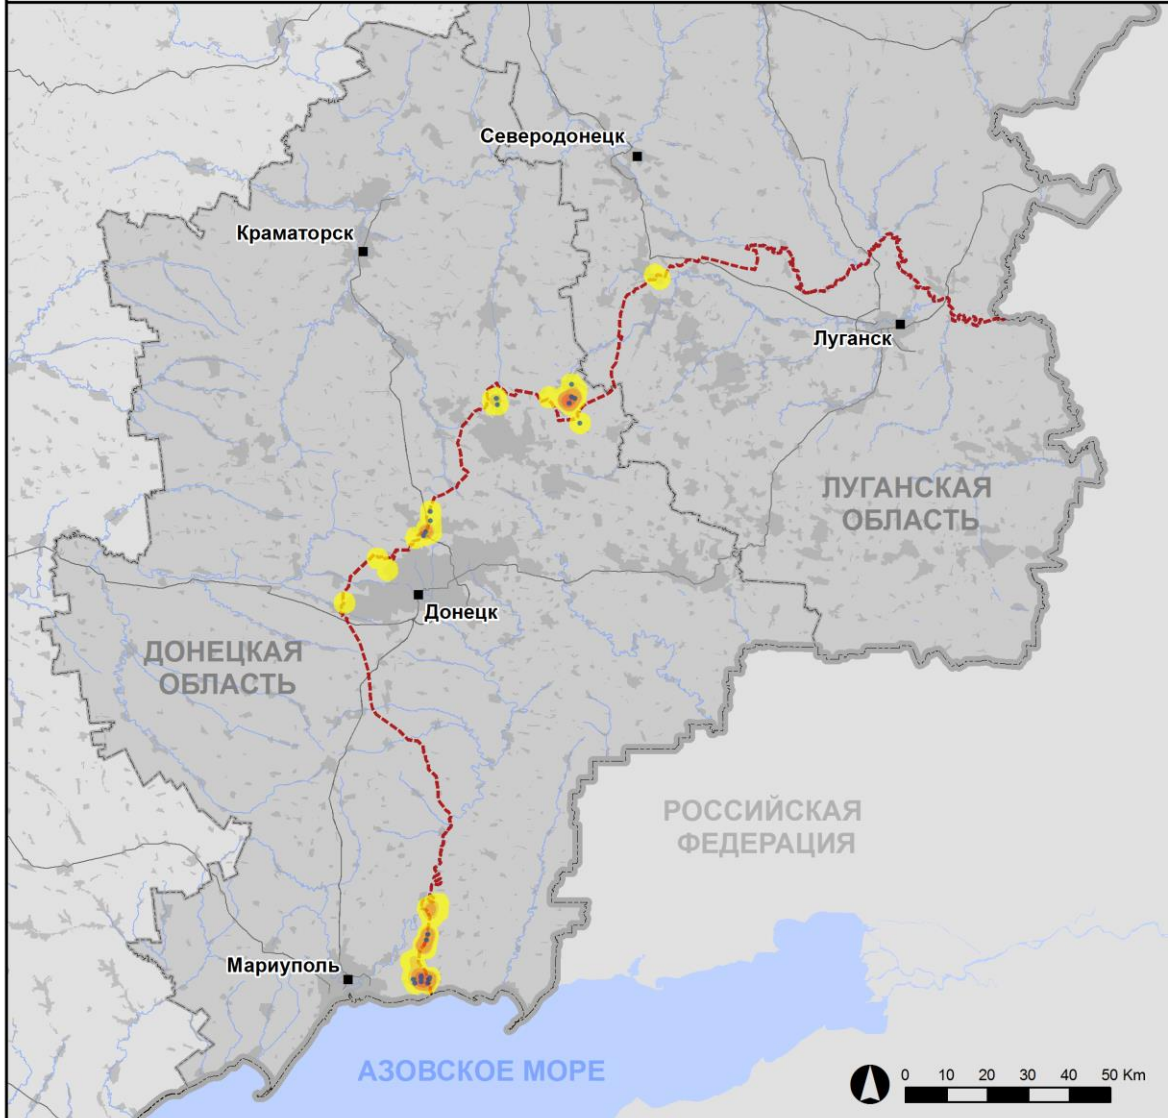 Северодонецк
Краматорск
Луганск
ЛУГАНСКАЯ
ОБЛАСТЬ
Донецк
ДОНЕЦКАЯ
ОБЛАСТЬ
РОССИЙСКАЯ
ФЕДЕРАЦИЯ
Мариуполь
АЗОВСКОЕ МОРЕ
0 10 20 30 40 50 Km